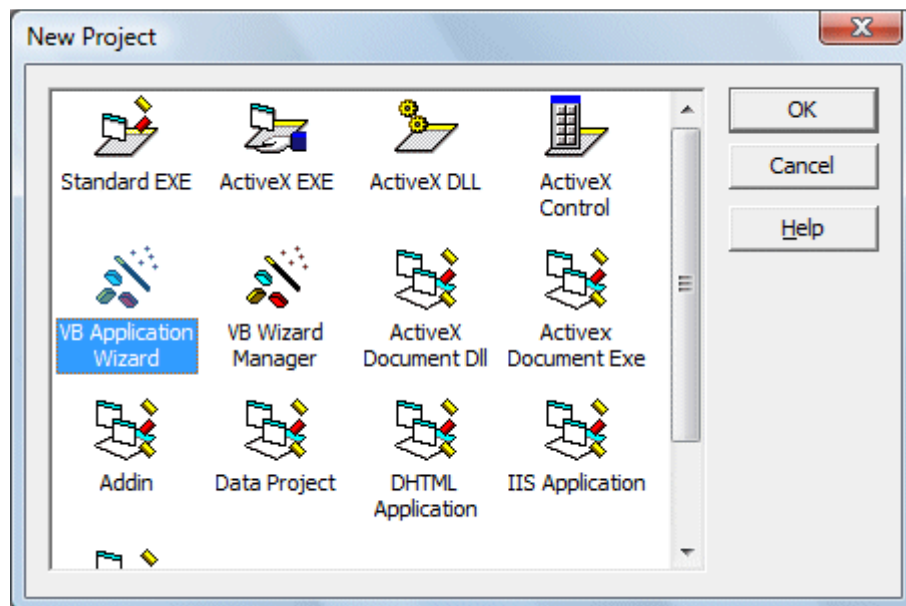 New Project
Standard EXE
ActiveX EXE
ActiveX DLL
ActiveX
Control
VB Application
Wizard
VB Wizard
Manager
ActiveX
Document Dll
Activex
Document Exe
Addin
Data Project
DHTML
Application
IIS Application
OK
Cancel
Help